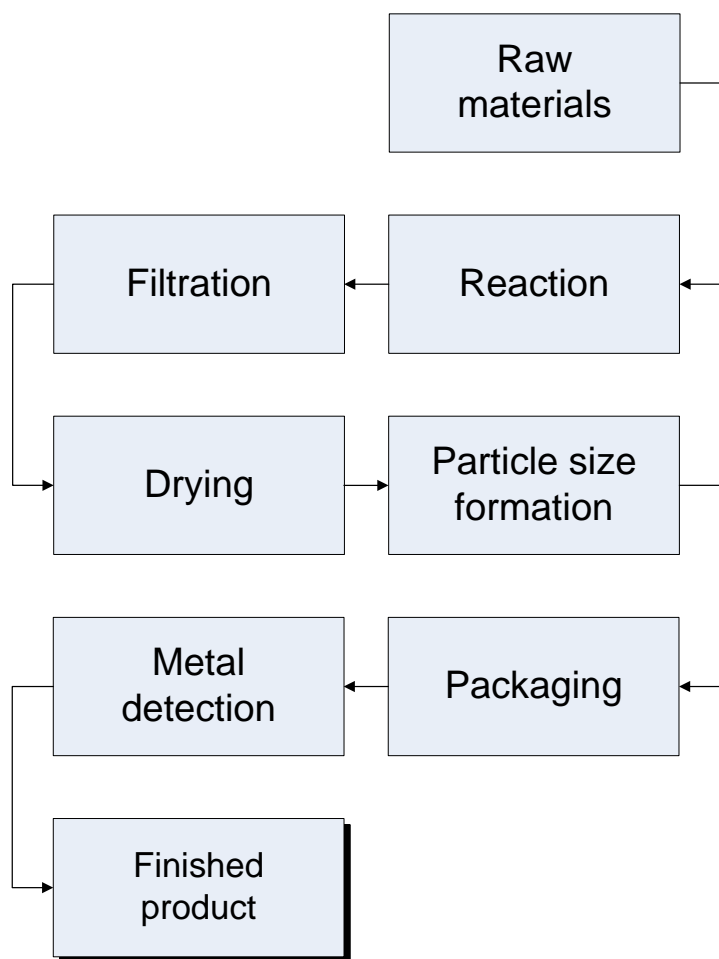 Raw
materials
Reaction
Filtration
Drying
Particle size
formation
Packaging
Metal
detection
Finished
product